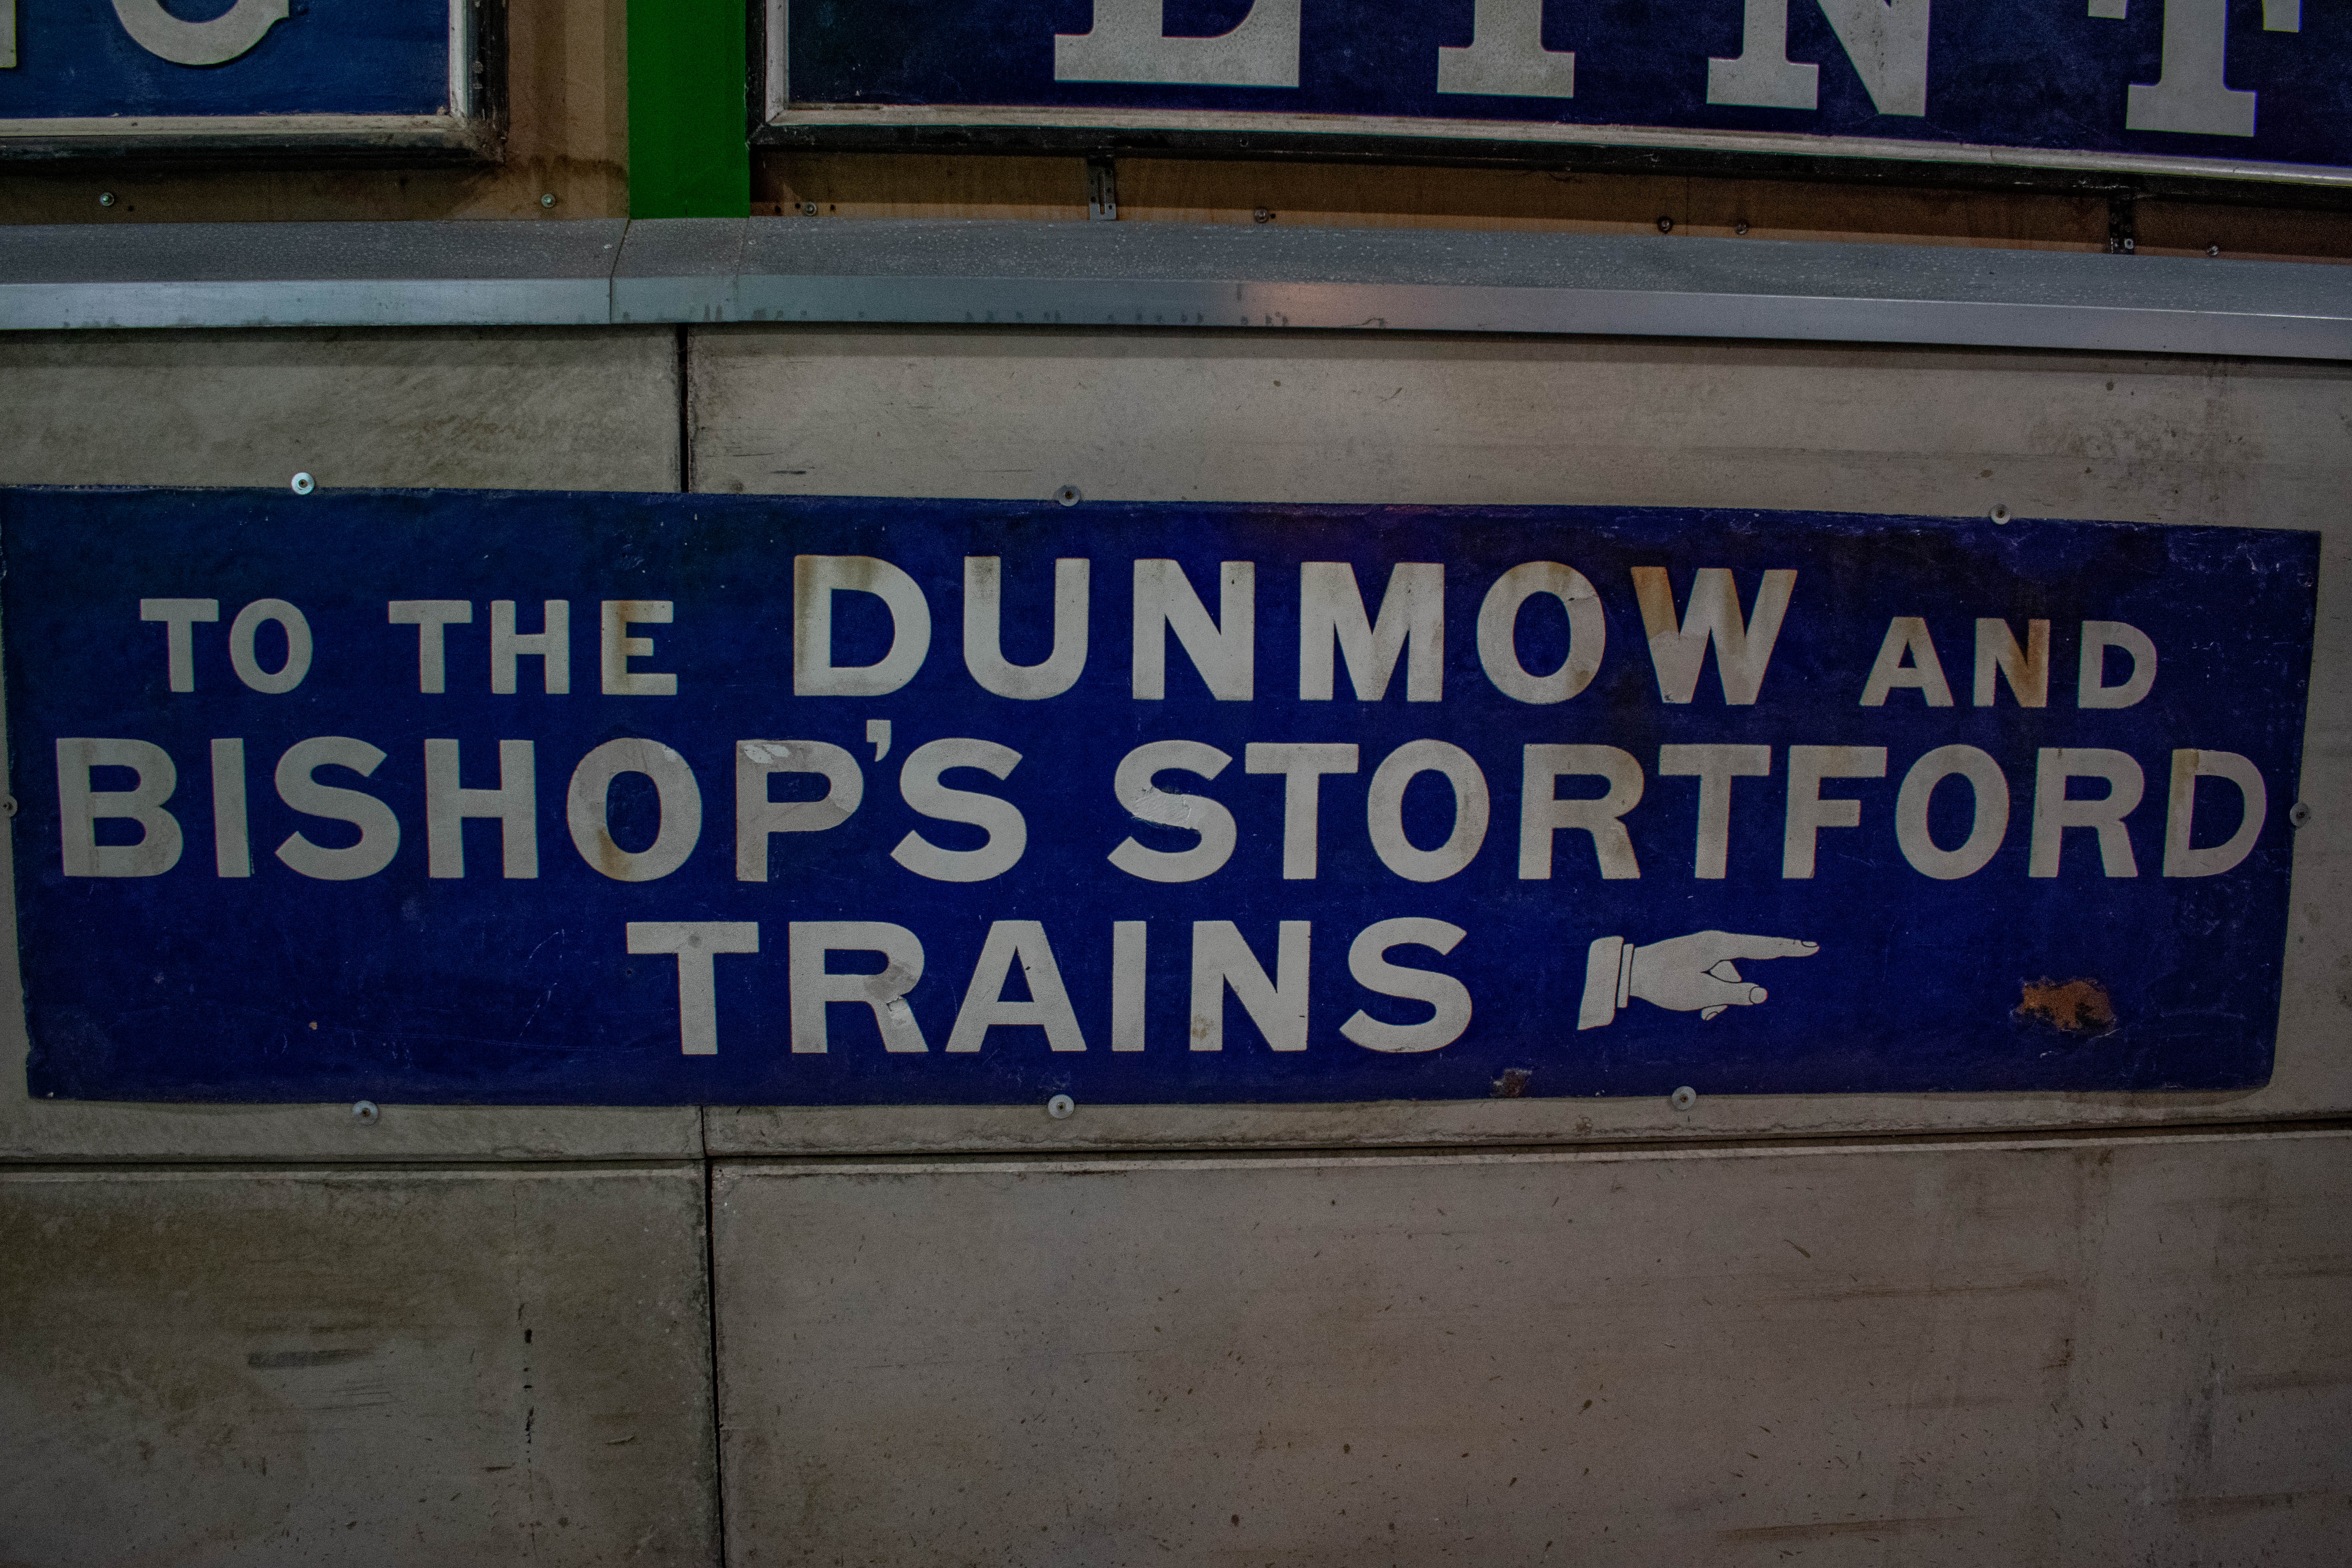 TO THE DUNMOW AND
BISHOP'S STORTFORD
TRAINS